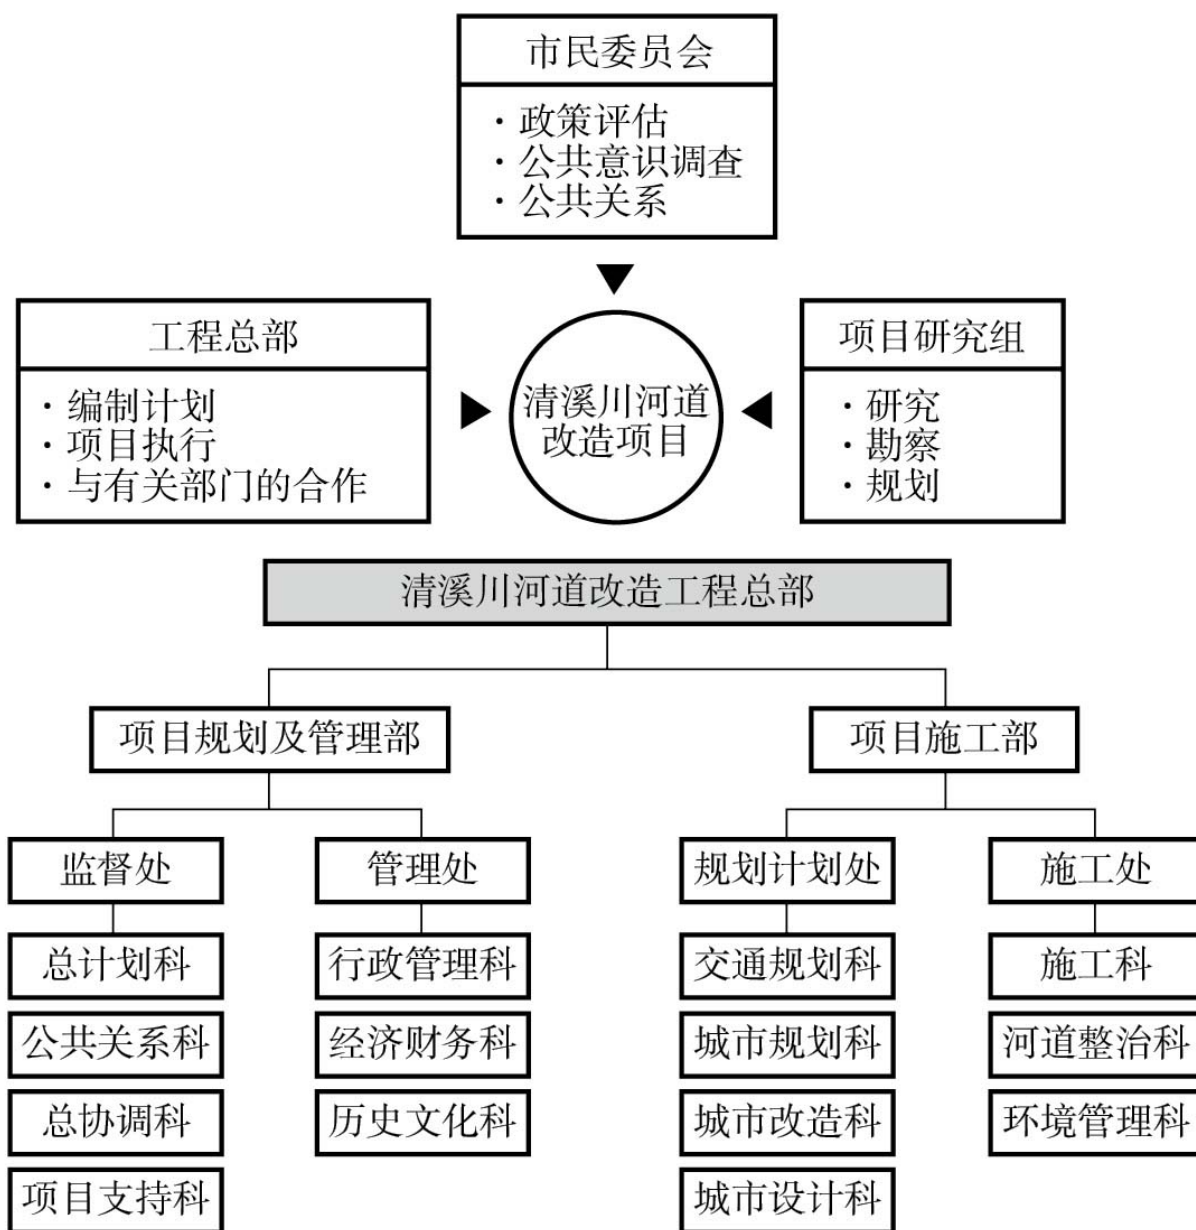 市民委员会
·政策评估
·公共意识调查
·公共关系
工程总部
·编制计划
·项目执行
·与有关部门的合作
清溪川河道
改造项目
项目研究组
·研究
·勘察
·规划
清溪川河道改造工程总部
项目规划及管理部
项目施工部
监督处
管理处
规划计划处
施工处
总计划科
行政管理科
交通规划科
施工科
公共关系科
经济财务科
城市规划科
河道整治科
总协调科
历史文化科
城市改造科
环境管理科
项目支持科
城市设计科